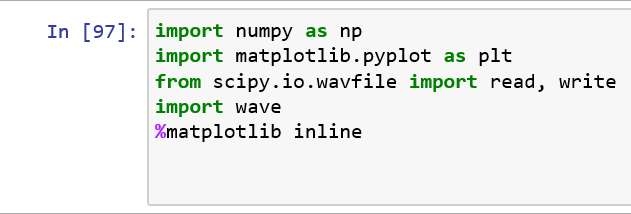 In [97]: import numpy as np
import matplotlib.pyplot as plt
from scipy.io.wavfile import read, write
import wave
%matplotlib inline